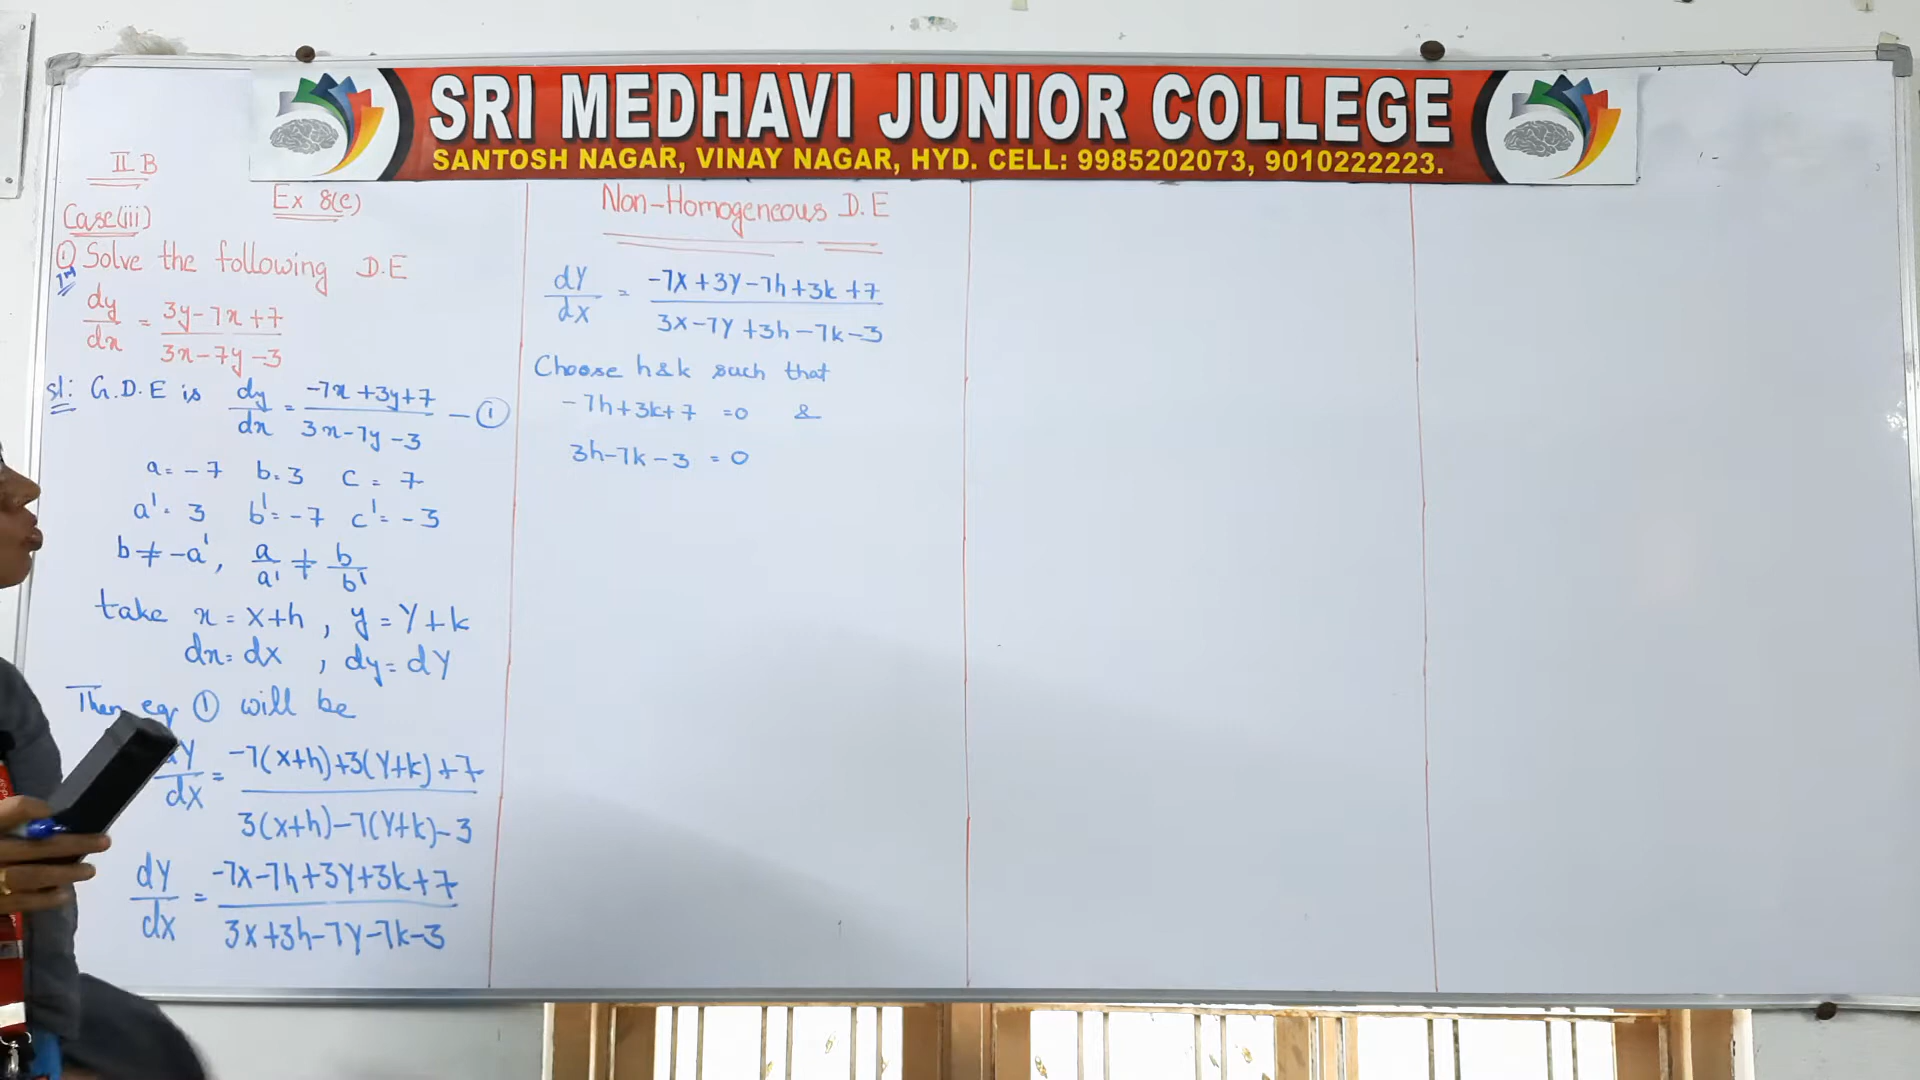 SRI MEDHAVI JUNIOR COLLEGE
SANTOSH NAGAR, VINAY NAGAR, HYD. CELL: 9985202073, 9010222223.
II B
Ex 8(e)
Case(iii)
① Solve the following D.E
dy/dx = (3y-7x+7)/(3x-7y-3)
sl: G.D.E is dy/dx = (-7x+3y+7)/(3x-7y-3) — ①
a = -7 b = 3 c = 7
a' = 3 b' = -7 c' = -3
b ≠ -a', a/a' ≠ b/b'
take x = X+h, y = Y+k
dx = dX, dy = dY
Then eq ① will be
dY/dX = (-7(X+h)+3(Y+k)+7)/(3(X+h)-7(Y+k)-3)
dY/dX = (-7X-7h+3Y+3k+7)/(3X+3h-7Y-7k-3)
Non-Homogeneous D.E
dY/dX = (-7X+3Y-7h+3k+7)/(3X-7Y+3h-7k-3)
Choose h & k such that
-7h+3k+7 = 0 &
3h-7k-3 = 0